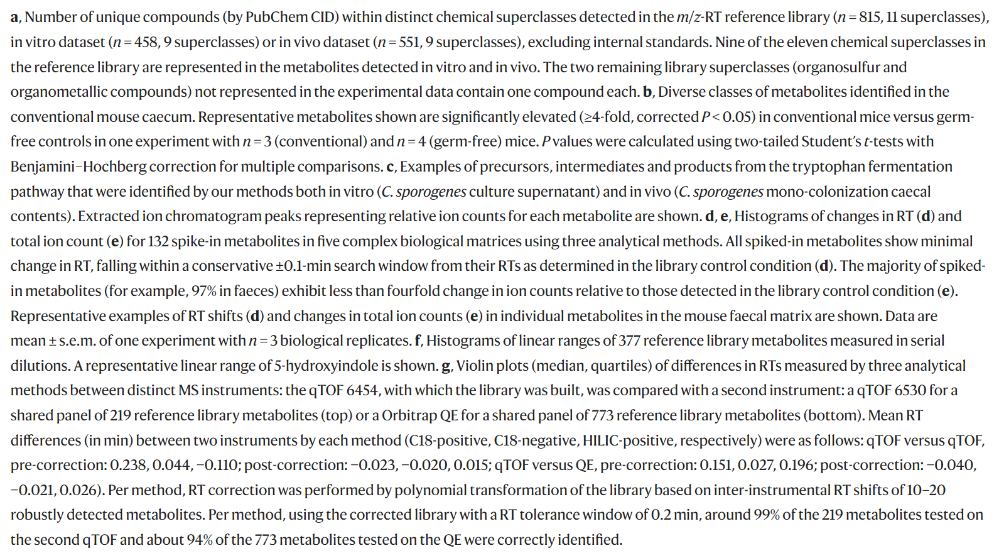 a, Number of unique compounds (by PubChem CID) within distinct chemical superclasses detected in the m/z-RT reference library (n = 815, 11 superclasses),
in vitro dataset (n = 458, 9 superclasses) or in vivo dataset (n = 551, 9 superclasses), excluding internal standards. Nine of the eleven chemical superclasses in
the reference library are represented in the metabolites detected in vitro and in vivo. The two remaining library superclasses (organosulfur and
organometallic compounds) not represented in the experimental data contain one compound each. b, Diverse classes of metabolites identified in the
conventional mouse caecum. Representative metabolites shown are significantly elevated (≥4-fold, corrected P < 0.05) in conventional mice versus germ-
free controls in one experiment with n = 3 (conventional) and n = 4 (germ-free) mice. P values were calculated using two-tailed Student's t-tests with
Benjamini–Hochberg correction for multiple comparisons. c, Examples of precursors, intermediates and products from the tryptophan fermentation
pathway that were identified by our methods both in vitro (C. sporogenes culture supernatant) and in vivo (C. sporogenes mono-colonization caecal
contents). Extracted ion chromatogram peaks representing relative ion counts for each metabolite are shown. d, e, Histograms of changes in RT (d) and
total ion count (e) for 132 spike-in metabolites in five complex biological matrices using three analytical methods. All spiked-in metabolites show minimal
change in RT, falling within a conservative ±0.1-min search window from their RTs as determined in the library control condition (d). The majority of spiked-
in metabolites (for example, 97% in faeces) exhibit less than fourfold change in ion counts relative to those detected in the library control condition (e).
Representative examples of RT shifts (d) and changes in total ion counts (e) in individual metabolites in the mouse faecal matrix are shown. Data are
mean ± s.e.m. of one experiment with n = 3 biological replicates. f, Histograms of linear ranges of 377 reference library metabolites measured in serial
dilutions. A representative linear range of 5-hydroxyindole is shown. g, Violin plots (median, quartiles) of differences in RTs measured by three analytical
methods between distinct MS instruments: the qTOF 6454, with which the library was built, was compared with a second instrument: a qTOF 6530 for a
shared panel of 219 reference library metabolites (top) or a Orbitrap QE for a shared panel of 773 reference library metabolites (bottom). Mean RT
differences (in min) between two instruments by each method (C18-positive, C18-negative, HILIC-positive, respectively) were as follows: qTOF versus qTOF,
pre-correction: 0.238, 0.044, −0.110; post-correction: −0.023, −0.020, 0.015; qTOF versus QE, pre-correction: 0.151, 0.027, 0.196; post-correction: −0.040,
−0.021, 0.026). Per method, RT correction was performed by polynomial transformation of the library based on inter-instrumental RT shifts of 10–20
robustly detected metabolites. Per method, using the corrected library with a RT tolerance window of 0.2 min, around 99% of the 219 metabolites tested on
the second qTOF and about 94% of the 773 metabolites tested on the QE were correctly identified.